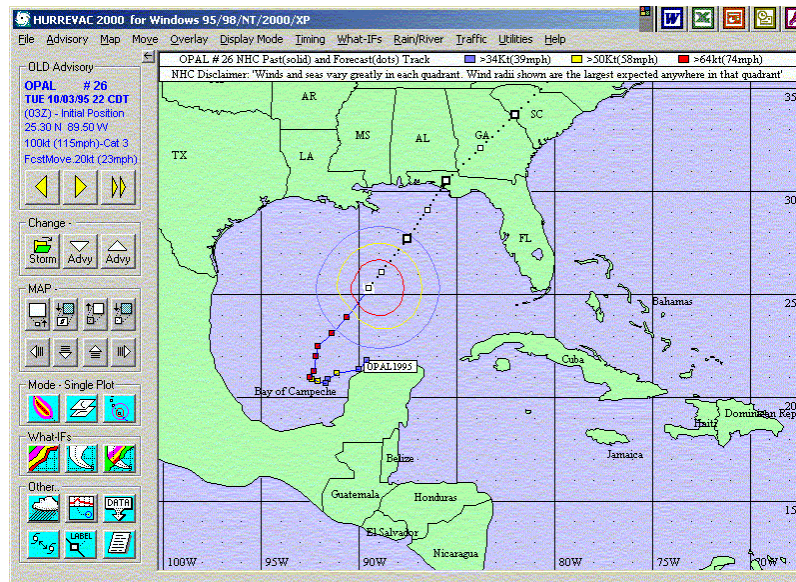 HURREVAC 2000 for Windows 95/98/NT/2000/XP
File Advisory Map Move Overlay Display Mode Timing What-IFs Rain/River Traffic Utilities Help
OLD Advisory
OPAL # 26
TUE 10/03/95 22 CDT
(03Z) - Initial Position
25.30 N 89.50 W
100kt (115mph)-Cat 3
FcstMove.20kt (23mph)
Change -
Storm Advy Advy
MAP -
Mode - Single Plot
What-IFs
Other..
DATA
LABEL
OPAL # 26 NHC Past(solid) and Forecast(dots) Track >34Kt(39mph) >50Kt(58mph) >64kt(74mph)
NHC Disclaimer: 'Winds and seas vary greatly in each quadrant. Wind radii shown are the largest expected anywhere in that quadrant'
AR
SC
MS
AL
GA
TX
LA
FL
Bahamas
Cuba
OPAL1995
Bay of Campeche
Dominican Rep
Haiti
Jamaica
Belize
Guatemala
Honduras
El Salvador
Nicaragua
35
30
25
20
15
100W 95W 90W 80W 75W 70W